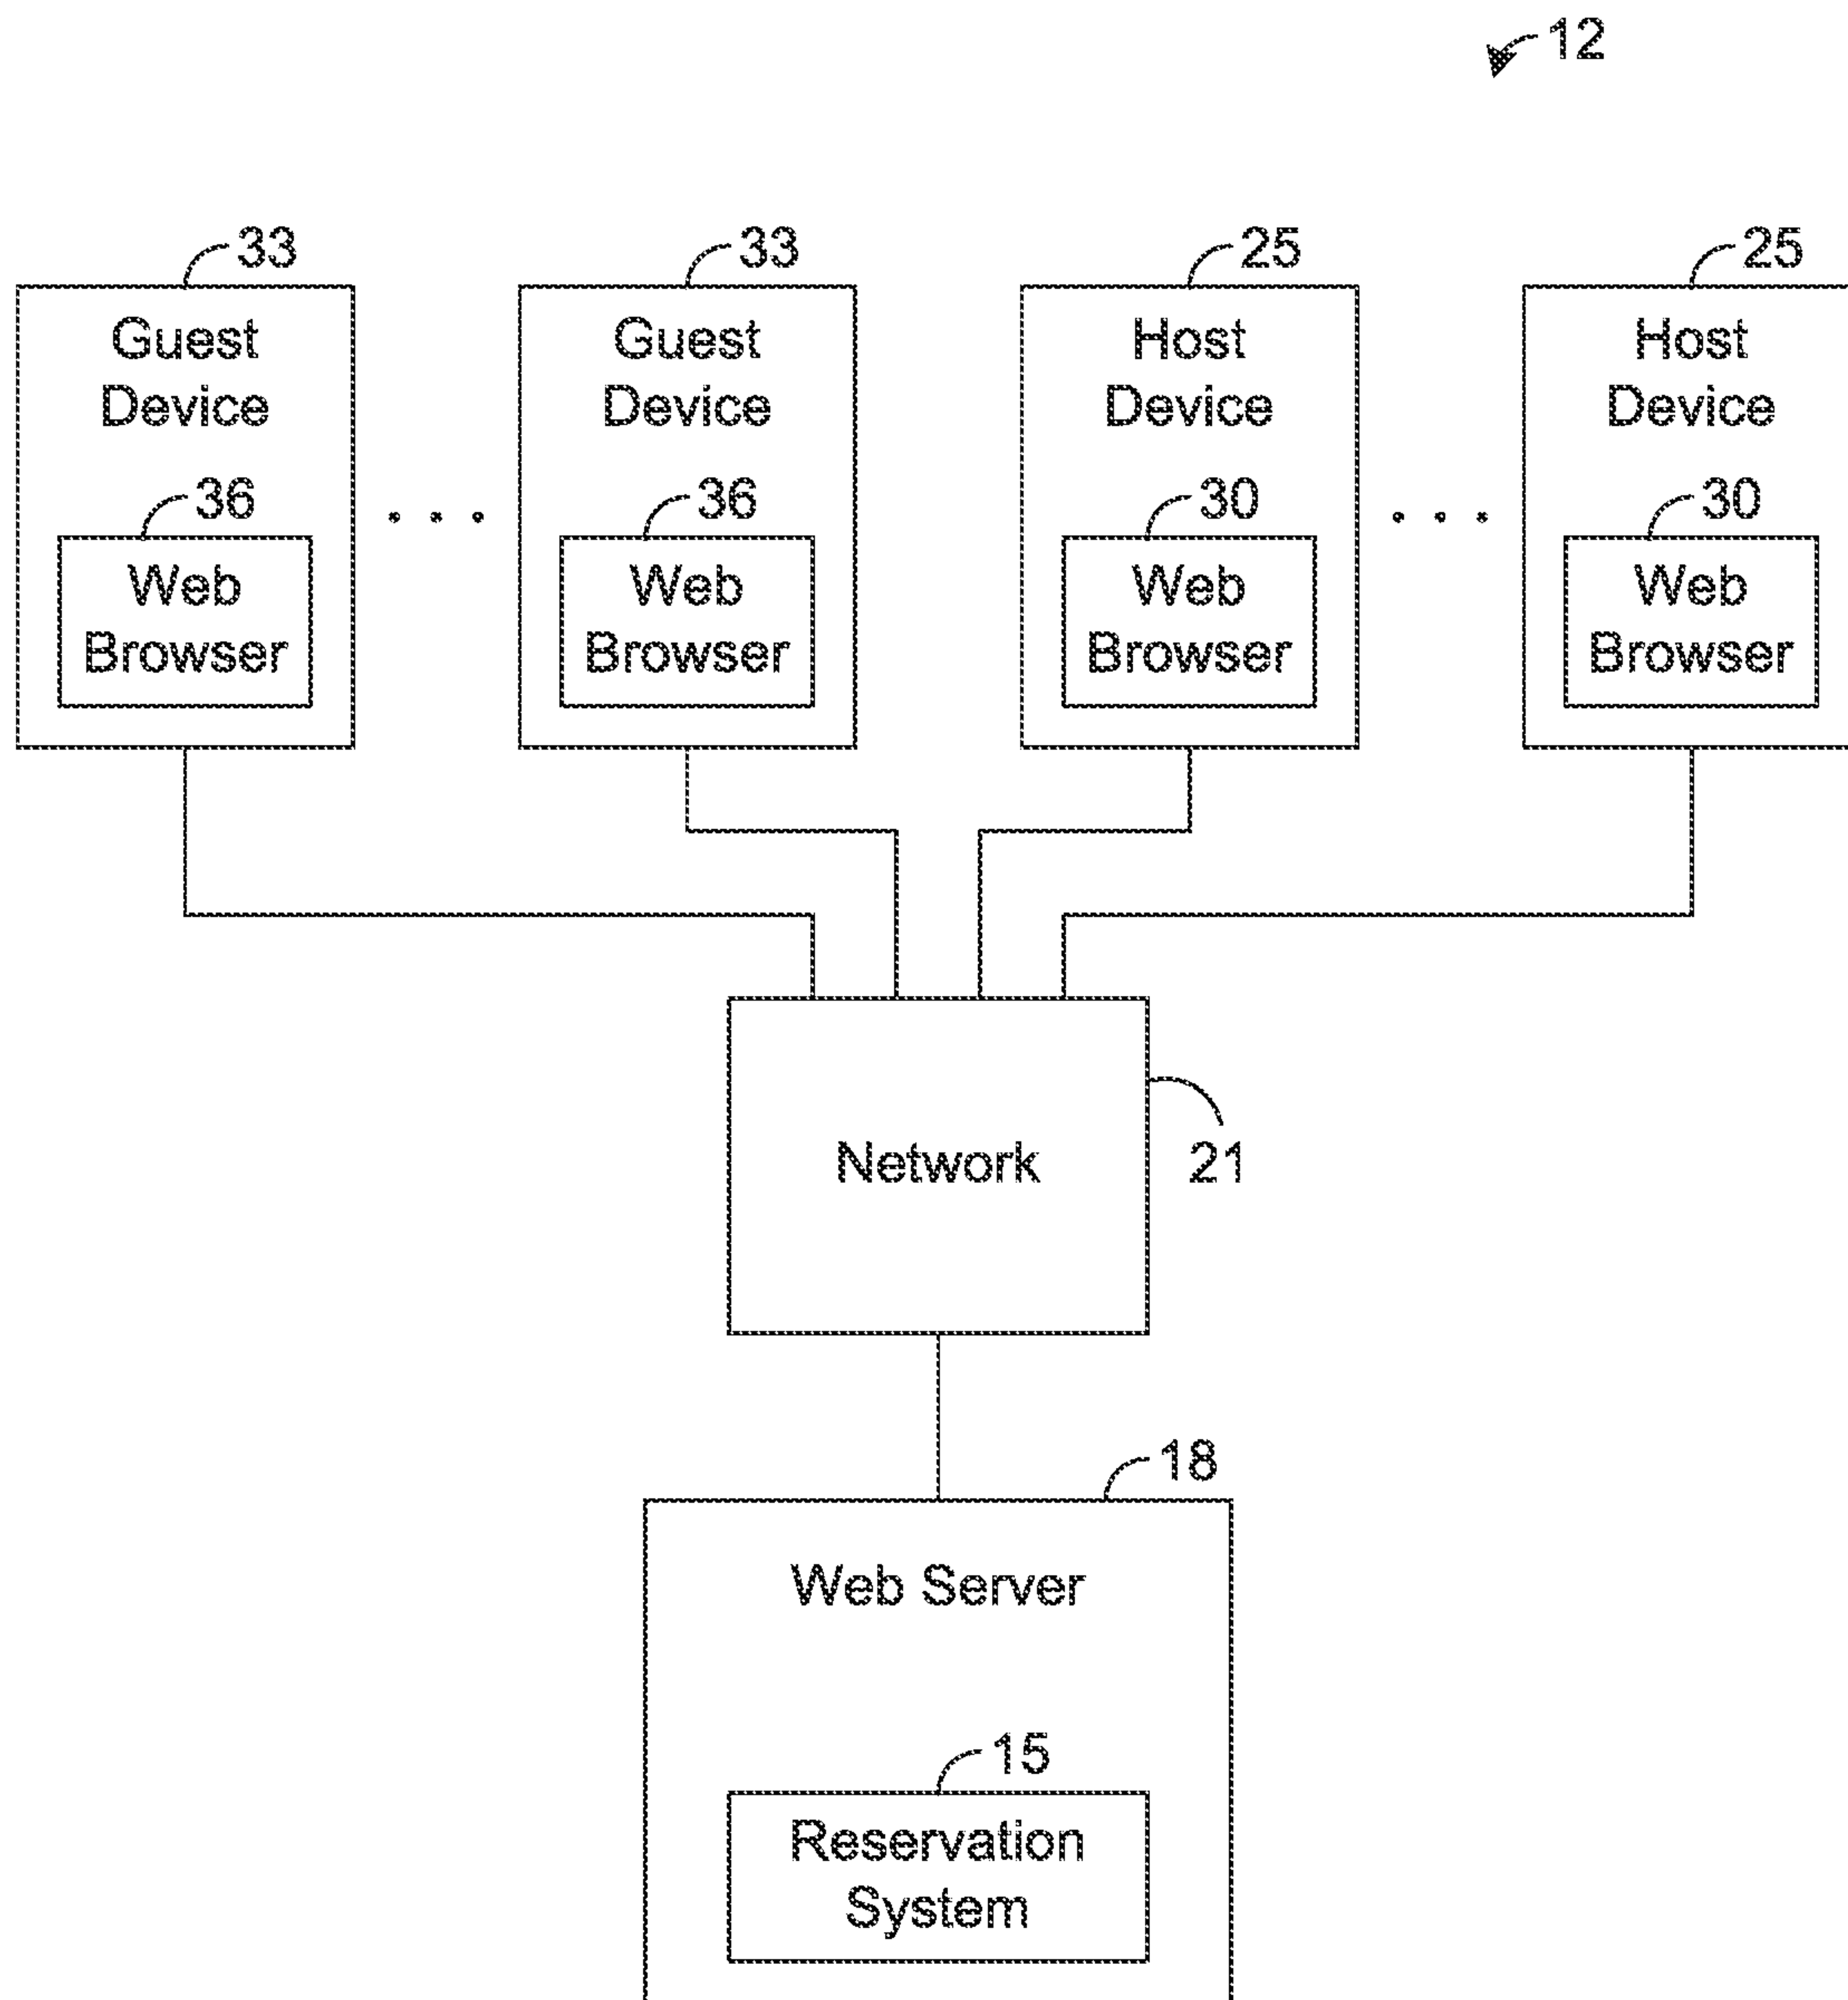 12
33 33 25 25
Guest Guest Host Host
Device Device Device Device
36 36 30 30
. . . . . .
Web Web Web Web
Browser Browser Browser Browser
Network
21
18
Web Server
15
Reservation
System